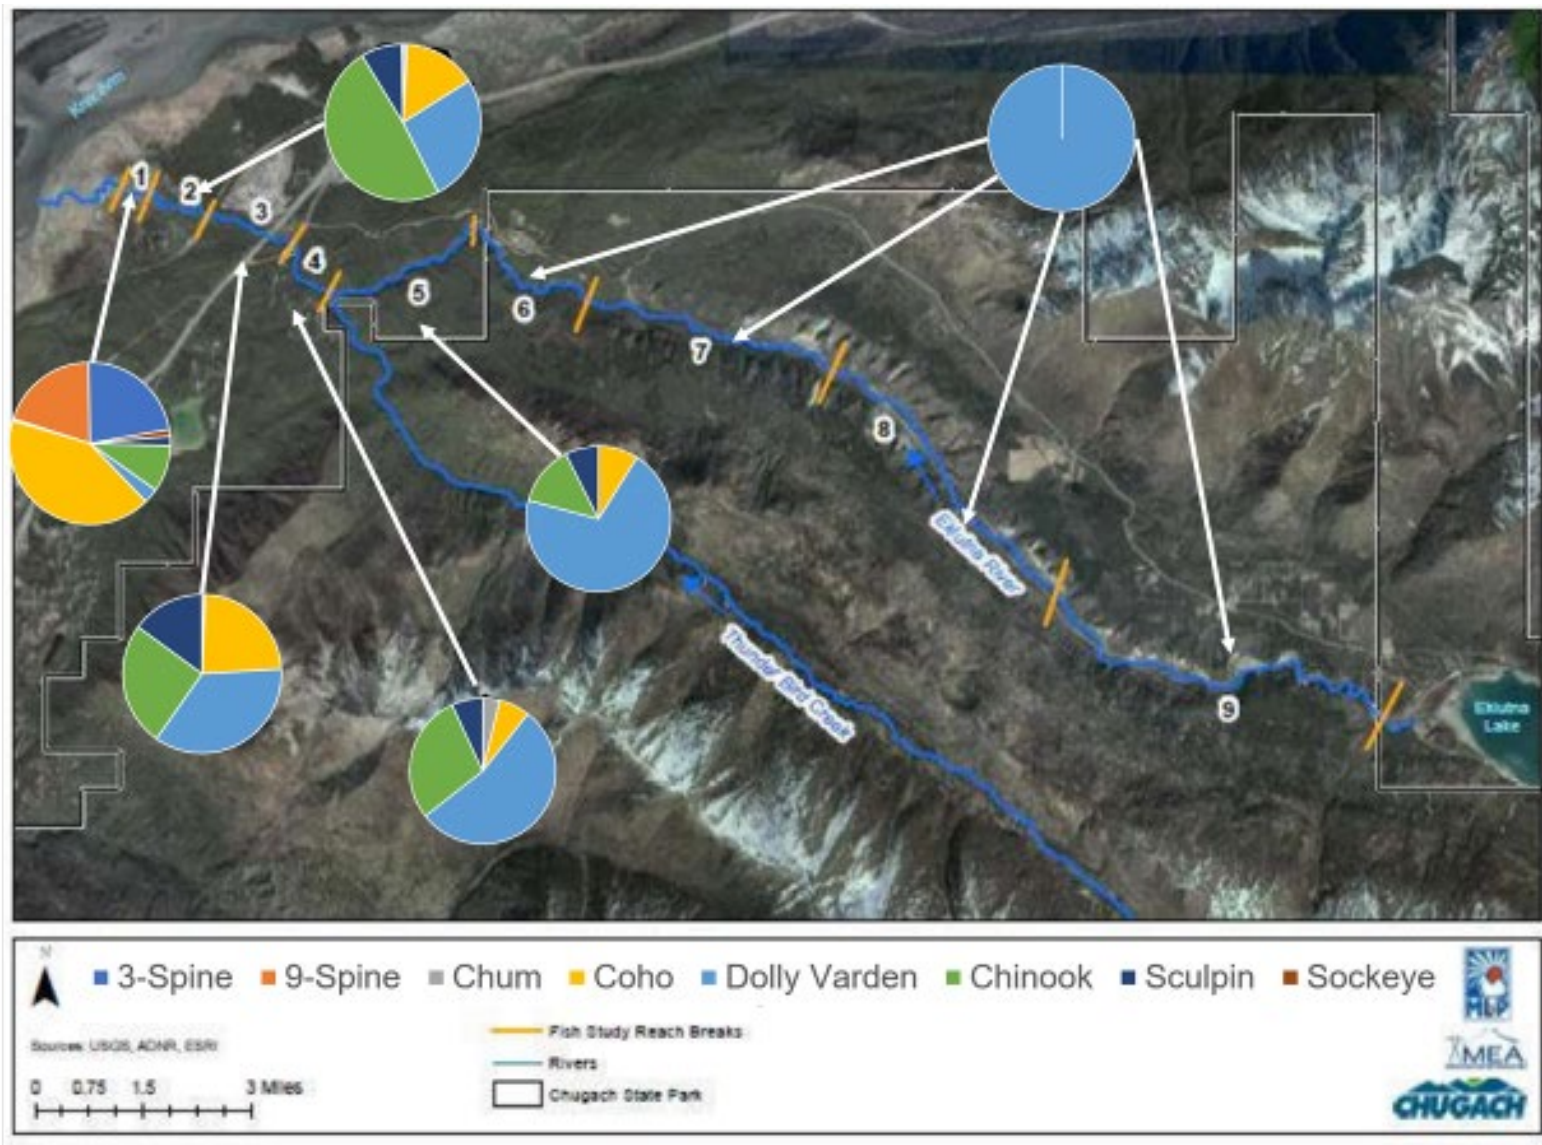 Knik Arm
1
2
3
4
5
6
7
8
9
Eklutna River
Thunder Bird Creek
Eklutna
Lake
N
3-Spine 9-Spine Chum Coho Dolly Varden Chinook Sculpin Sockeye
Sources: USGS, ADNR, ESRI
0 0.75 1.5 3 Miles
Fish Study Reach Breaks
Rivers
Chugach State Park
ML&P
MEA
CHUGACH